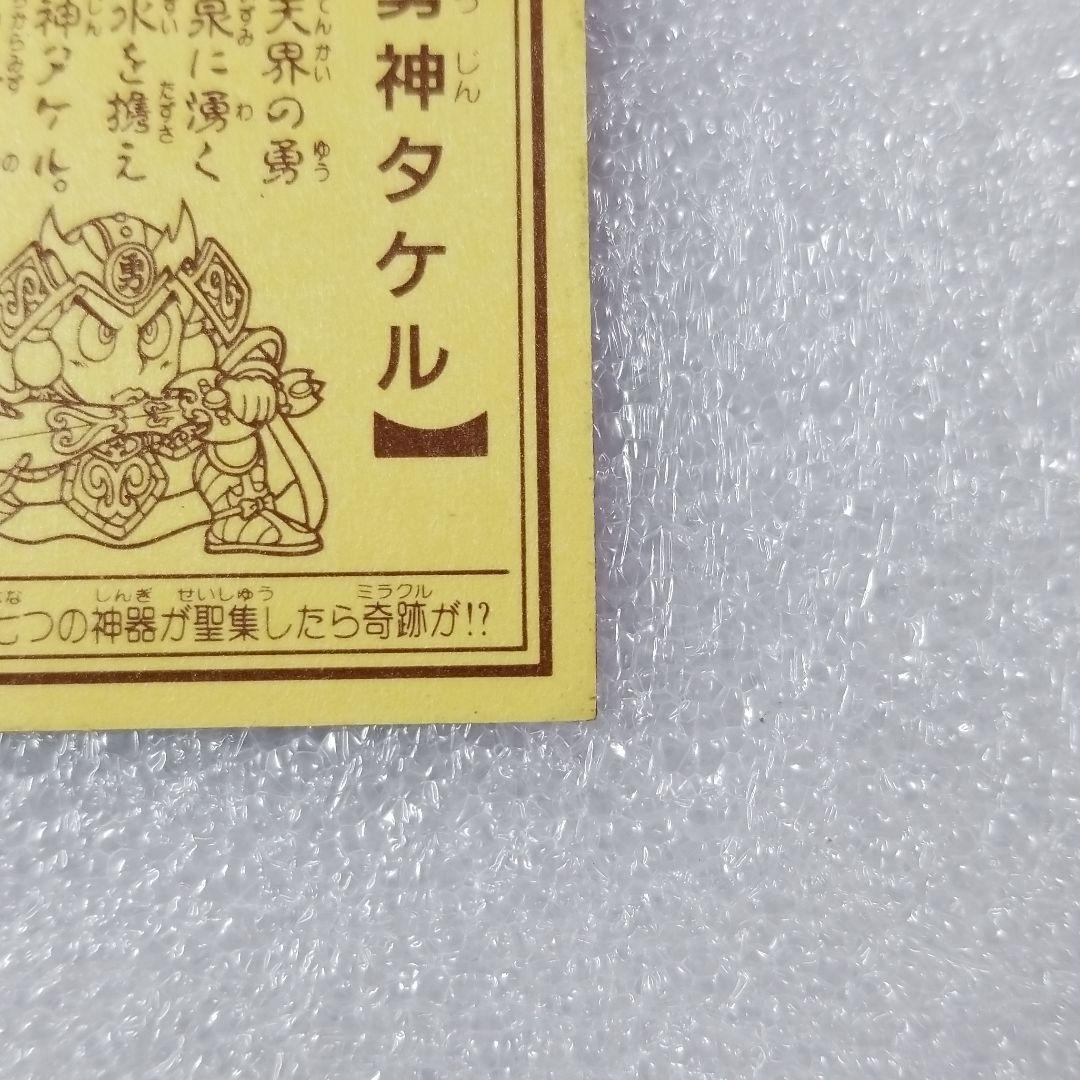 男神タケル】
天界の勇
泉に湧く
水を携え
神タケル。
勇
七つの神器が聖集したら奇跡が!?